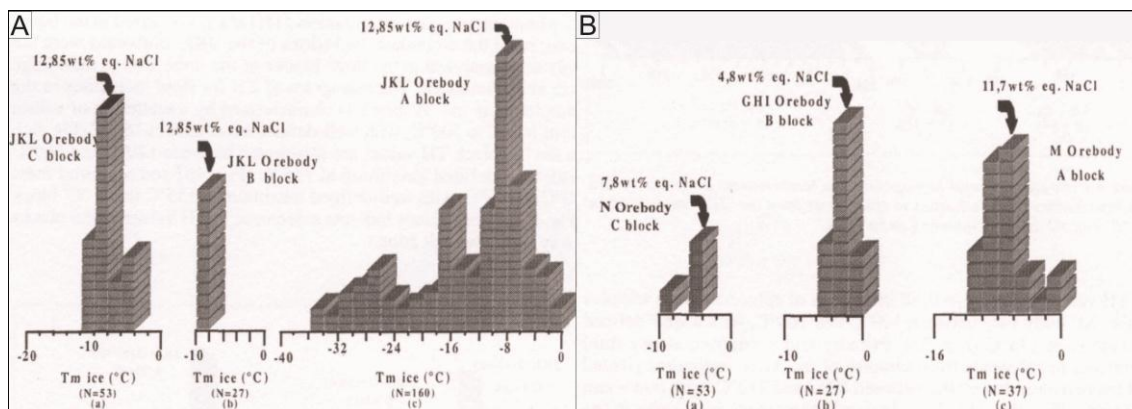 A
12,85wt% eq. NaCl
JKL Orebody
C block
-20
-10
0
Tm ice (°C)
(N=53)
(a)
12,85wt% eq. NaCl
JKL Orebody
B block
-10
0
Tm ice (°C)
(N=27)
(b)
12,85wt% eq. NaCl
JKL Orebody
A block
-40
-32
-24
-16
-8
0
Tm ice (°C)
(N=160)
(c)
B
7,8wt% eq. NaCl
N Orebody
C block
-10
0
Tm ice (°C)
(N=53)
(a)
4,8wt% eq. NaCl
GHI Orebody
B block
-10
0
Tm ice (°C)
(N=27)
(b)
11,7wt% eq. NaCl
M Orebody
A block
-16
0
Tm ice (°C)
(N=37)
(c)